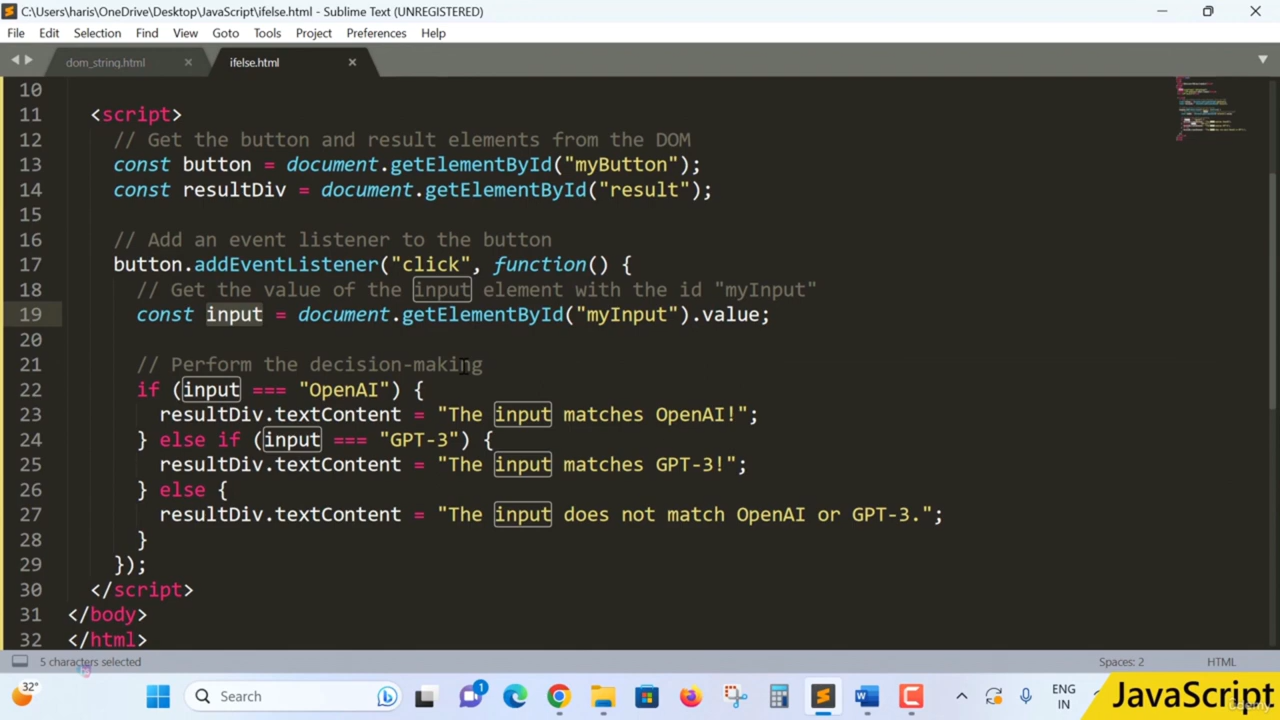 C:\Users\haris\OneDrive\Desktop\JavaScript\ifelse.html - Sublime Text (UNREGISTERED)
File Edit Selection Find View Goto Tools Project Preferences Help
dom_string.html ifelse.html
10
11 <script>
12 // Get the button and result elements from the DOM
13 const button = document.getElementById("myButton");
14 const resultDiv = document.getElementById("result");
15
16 // Add an event listener to the button
17 button.addEventListener("click", function() {
18 // Get the value of the input element with the id "myInput"
19 const input = document.getElementById("myInput").value;
20
21 // Perform the decision-making
22 if (input === "OpenAI") {
23 resultDiv.textContent = "The input matches OpenAI!";
24 } else if (input === "GPT-3") {
25 resultDiv.textContent = "The input matches GPT-3!";
26 } else {
27 resultDiv.textContent = "The input does not match OpenAI or GPT-3.";
28 }
29 });
30 </script>
31 </body>
32 </html>
5 characters selected Spaces: 2 HTML
32° Search 1 ENG IN
JavaScript
Udemy